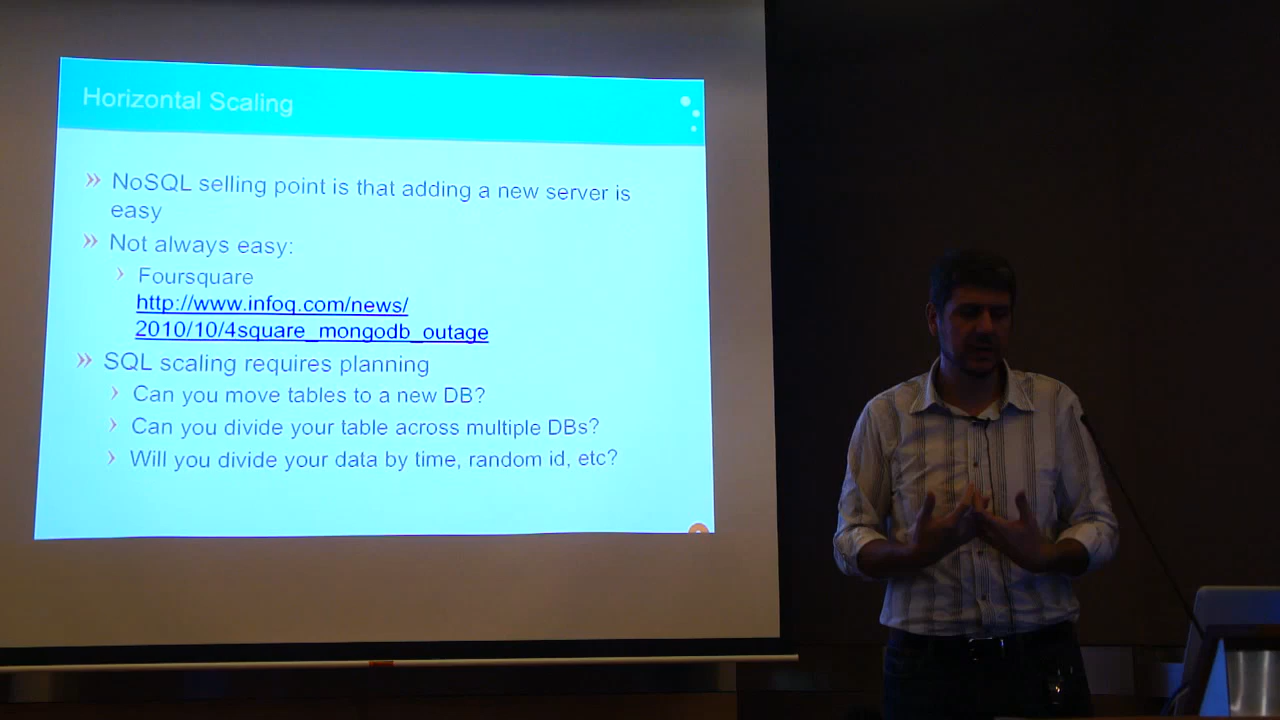 Horizontal Scaling
» NoSQL selling point is that adding a new server is
easy
» Not always easy:
› Foursquare
http://www.infoq.com/news/
2010/10/4square_mongodb_outage
» SQL scaling requires planning
› Can you move tables to a new DB?
› Can you divide your table across multiple DBs?
› Will you divide your data by time, random id, etc?